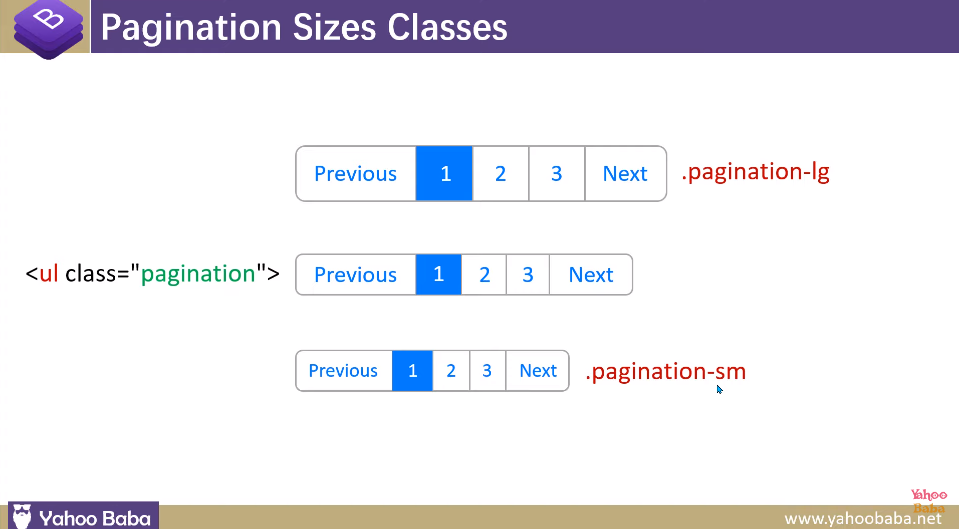 B
Pagination Sizes Classes
Previous 1 2 3 Next .pagination-lg
<ul class="pagination"> Previous 1 2 3 Next
Previous 1 2 3 Next .pagination-sm
Yahoo
Baba
Yahoo Baba
www.yahoobaba.net